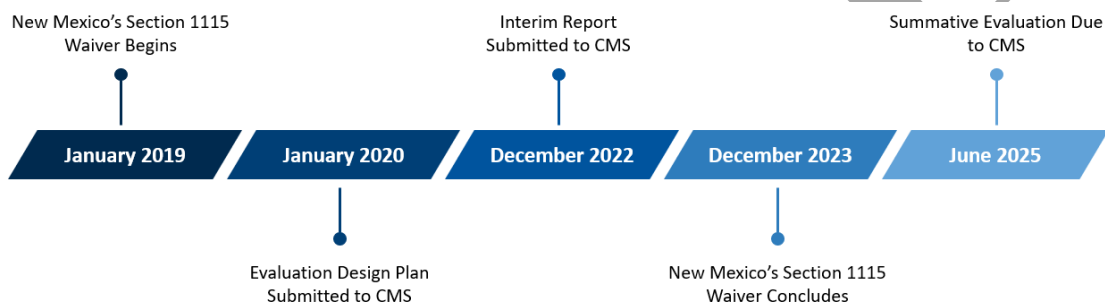 New Mexico's Section 1115
Waiver Begins
Interim Report
Submitted to CMS
Summative Evaluation Due
to CMS
January 2019
January 2020
December 2022
December 2023
June 2025
Evaluation Design Plan
Submitted to CMS
New Mexico's Section 1115
Waiver Concludes